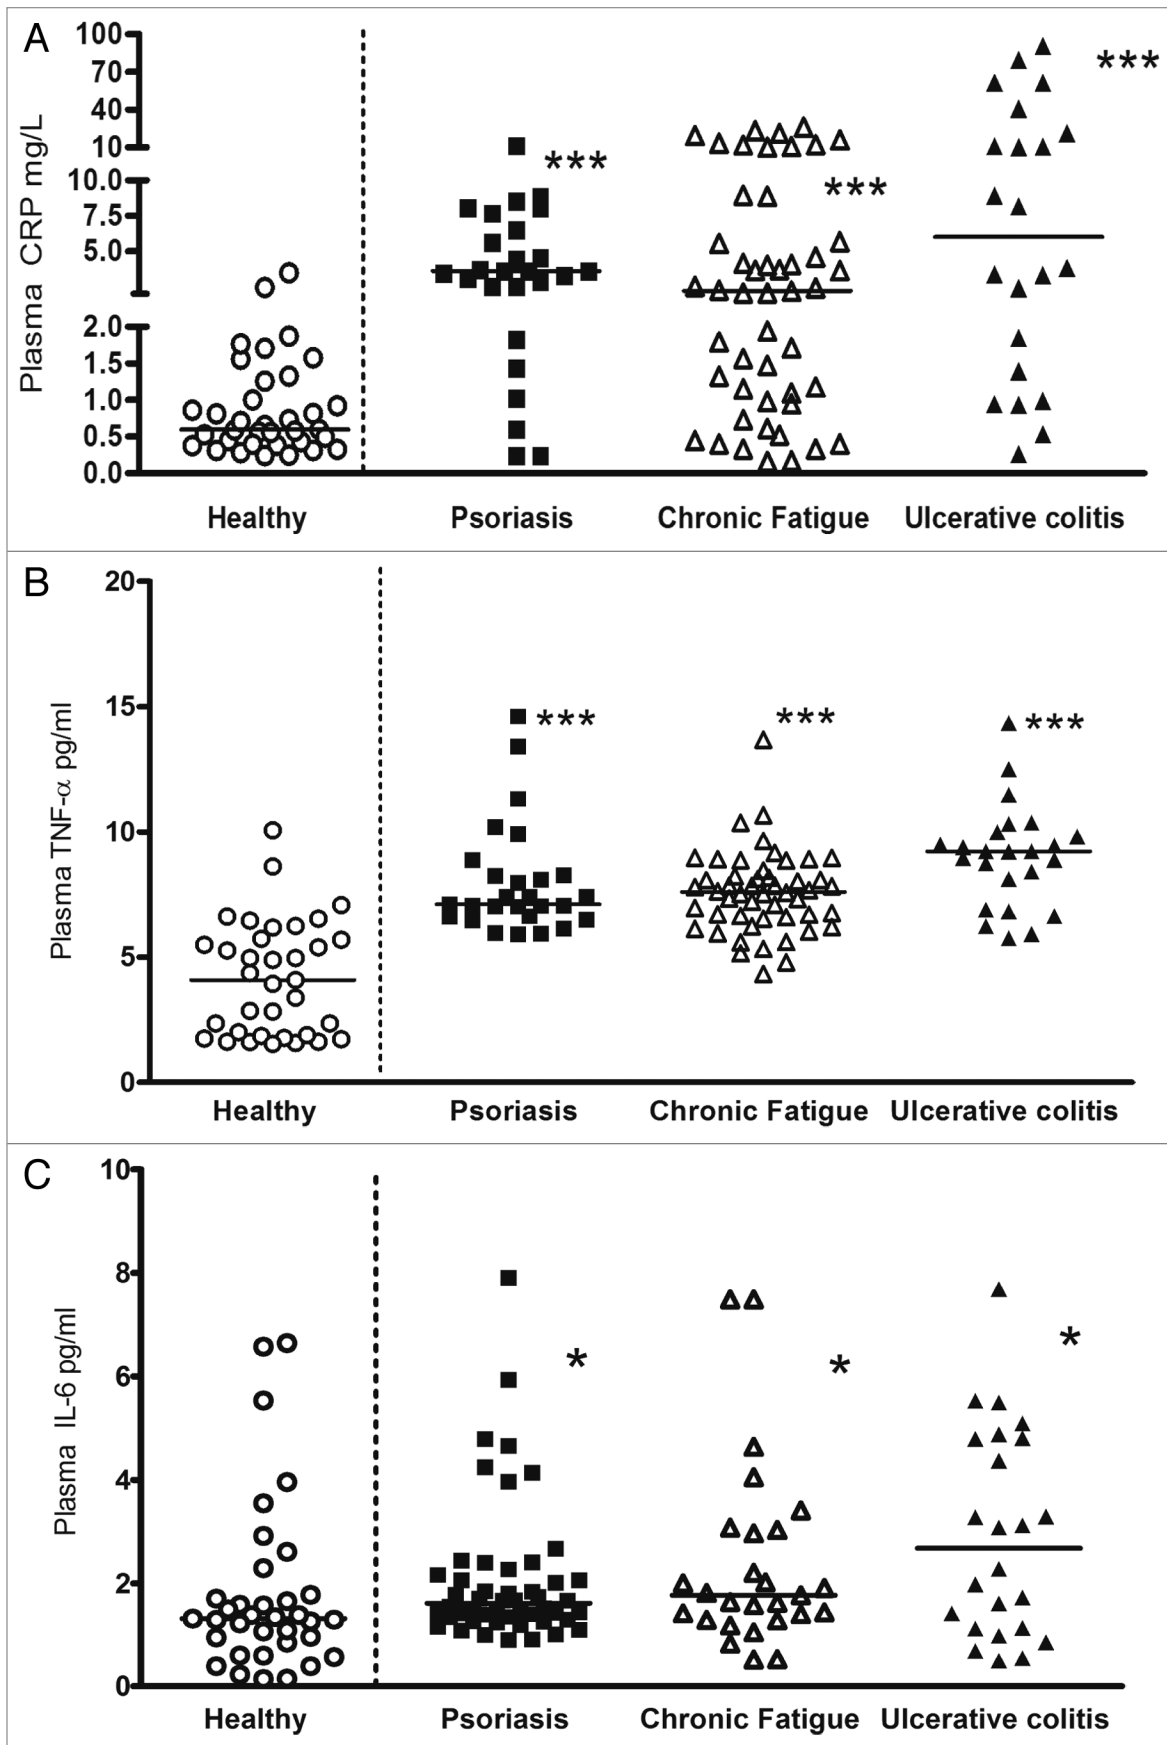 A
Plasma CRP mg/L
100
70
40
10
10.0
7.5
5.0
2.0
1.5
1.0
0.5
0.0
***
***
***
Healthy Psoriasis Chronic Fatigue Ulcerative colitis
B
Plasma TNF-α pg/ml
20
15
10
5
0
*** *** ***
Healthy Psoriasis Chronic Fatigue Ulcerative colitis
C
Plasma IL-6 pg/ml
10
8
6
4
2
0
* * *
Healthy Psoriasis Chronic Fatigue Ulcerative colitis